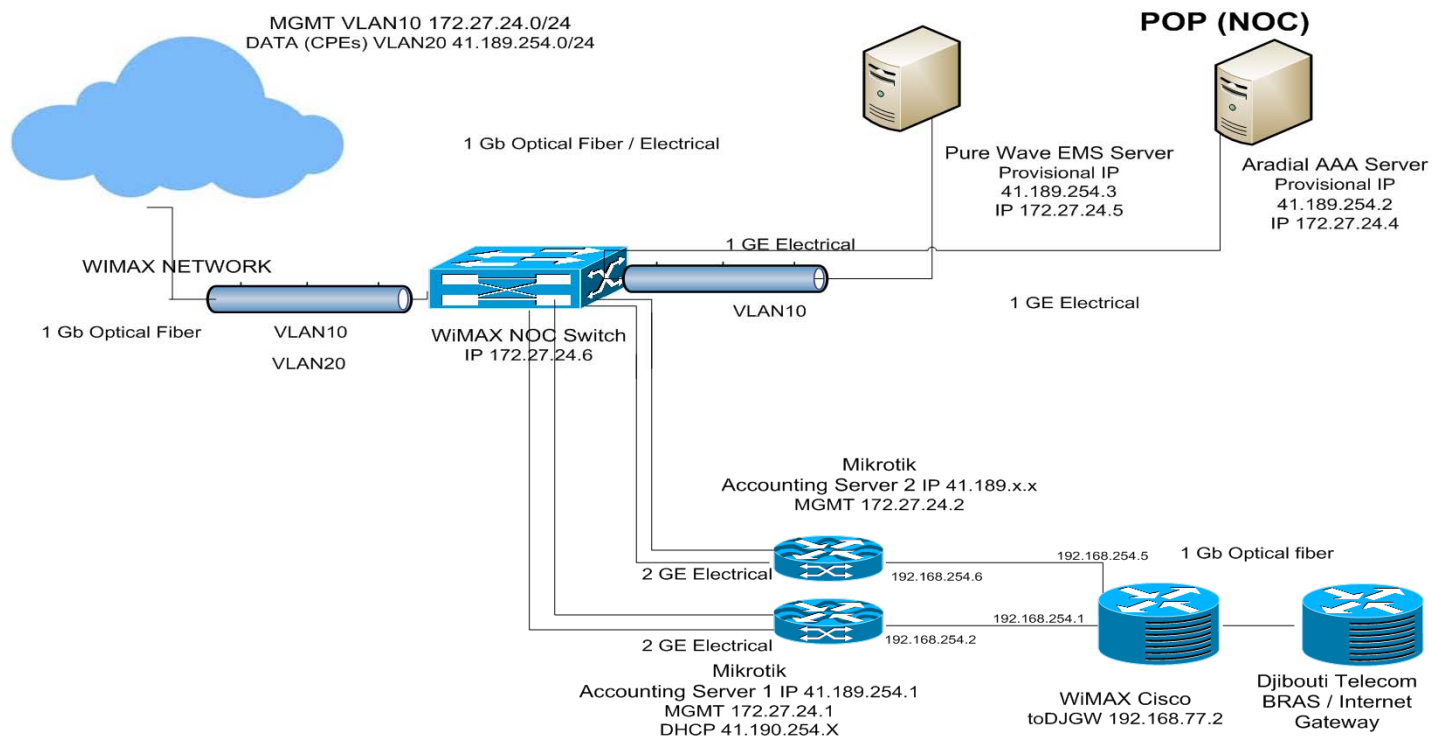 MGMT VLAN10 172.27.24.0/24
DATA (CPEs) VLAN20 41.189.254.0/24
POP (NOC)
1 Gb Optical Fiber / Electrical
Pure Wave EMS Server
Provisional IP
41.189.254.3
IP 172.27.24.5
Aradial AAA Server
Provisional IP
41.189.254.2
IP 172.27.24.4
1 GE Electrical
WIMAX NETWORK
1 GE Electrical
1 Gb Optical Fiber
VLAN10
VLAN20
WiMAX NOC Switch
IP 172.27.24.6
VLAN10
Mikrotik
Accounting Server 2 IP 41.189.x.x
MGMT 172.27.24.2
2 GE Electrical
192.168.254.6
192.168.254.5
1 Gb Optical fiber
2 GE Electrical
192.168.254.2
192.168.254.1
Mikrotik
Accounting Server 1 IP 41.189.254.1
MGMT 172.27.24.1
DHCP 41.190.254.X
WiMAX Cisco
toDJGW 192.168.77.2
Djibouti Telecom
BRAS / Internet
Gateway